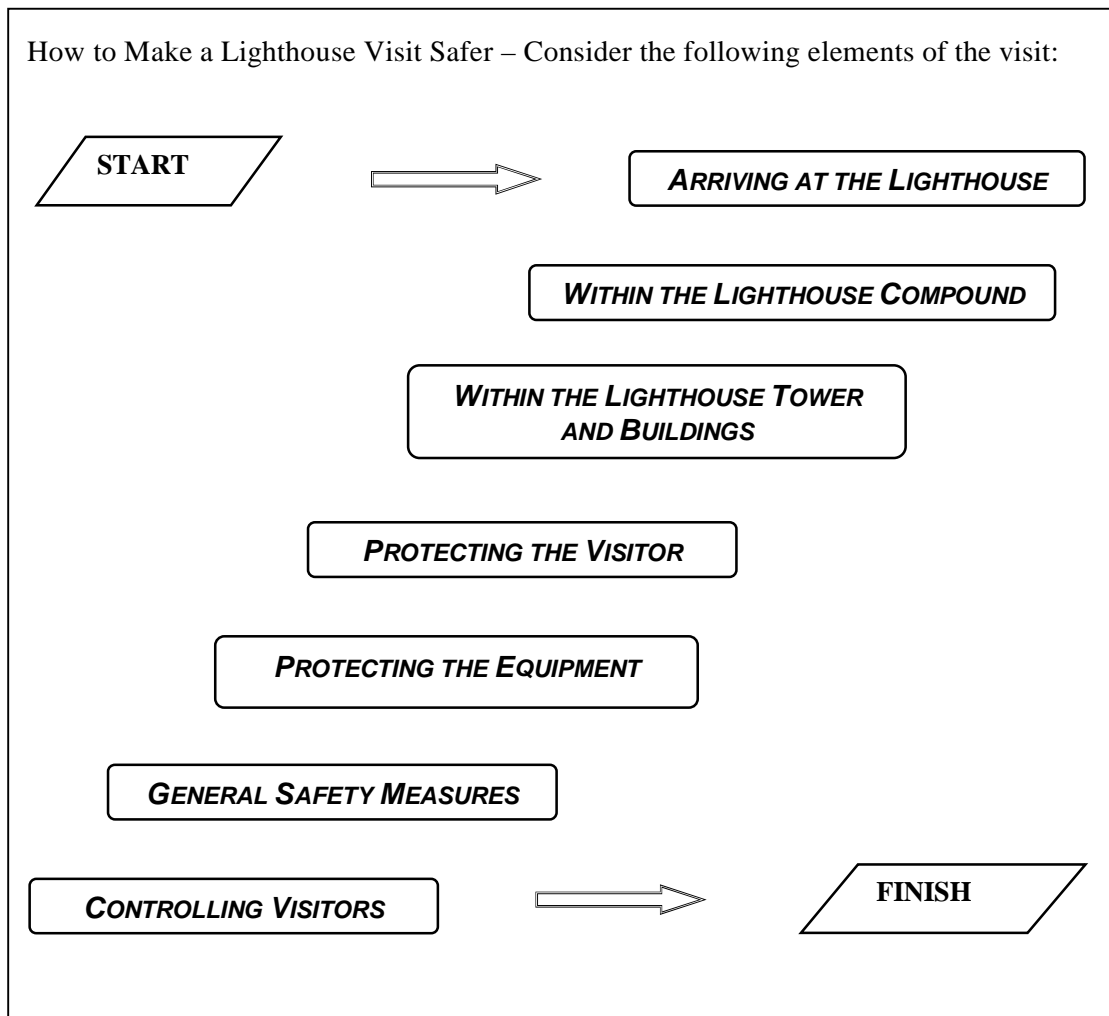 How to Make a Lighthouse Visit Safer – Consider the following elements of the visit:
START
ARRIVING AT THE LIGHTHOUSE
WITHIN THE LIGHTHOUSE COMPOUND
WITHIN THE LIGHTHOUSE TOWER
AND BUILDINGS
PROTECTING THE VISITOR
PROTECTING THE EQUIPMENT
GENERAL SAFETY MEASURES
CONTROLLING VISITORS
FINISH